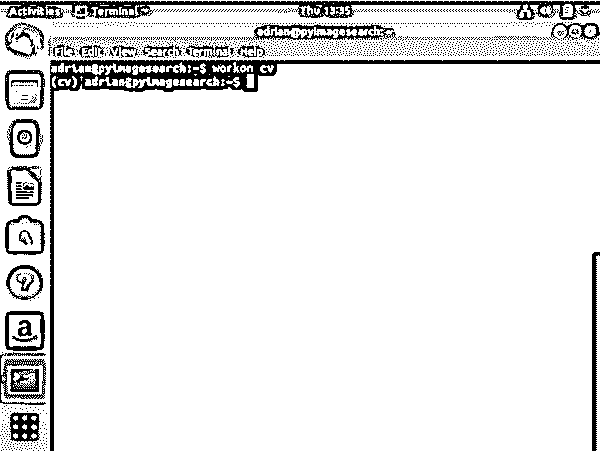 Activities Terminal Thu 13:35
adrian@pyimagesearch: ~
File Edit View Search Terminal Help
adrian@pyimagesearch:~$ workon cv
(cv) adrian@pyimagesearch:~$
a